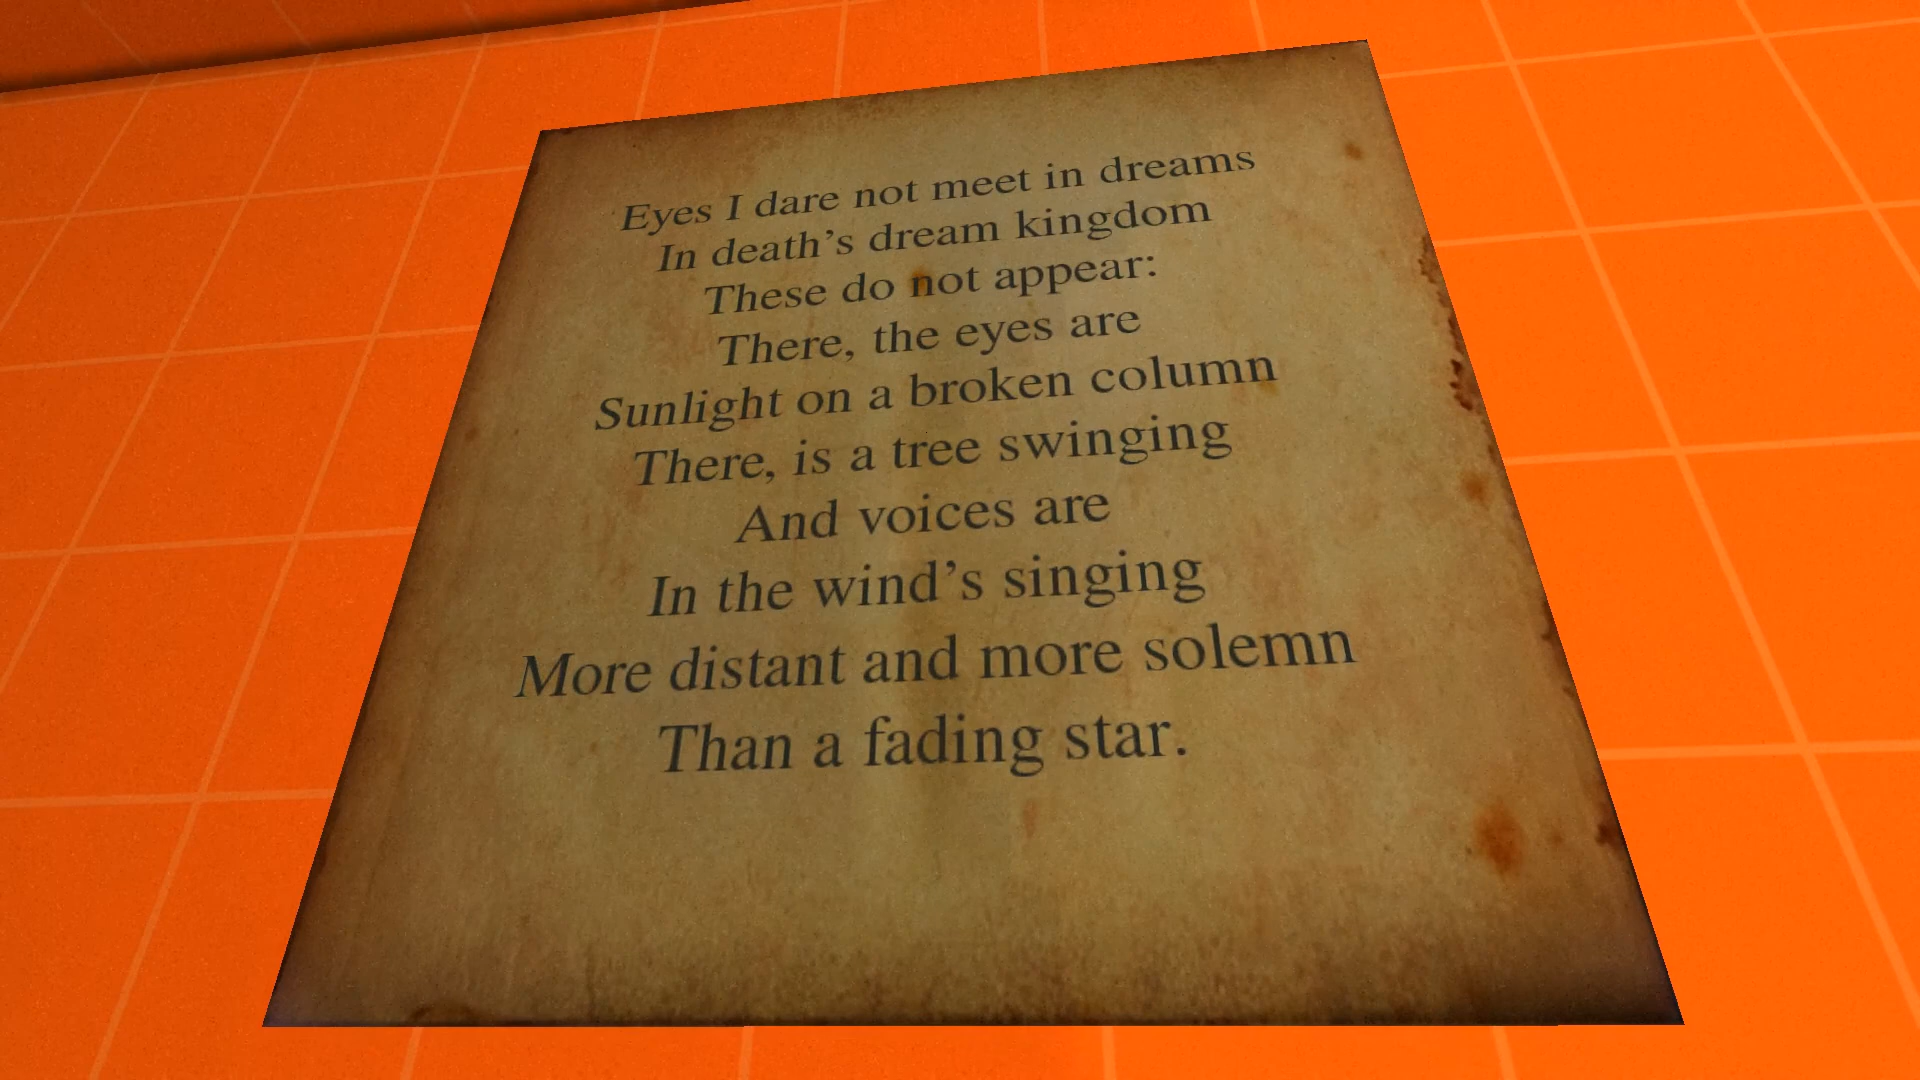 Eyes I dare not meet in dreams
In death’s dream kingdom
These do not appear:
There, the eyes are
Sunlight on a broken column
There, is a tree swinging
And voices are
In the wind’s singing
More distant and more solemn
Than a fading star.